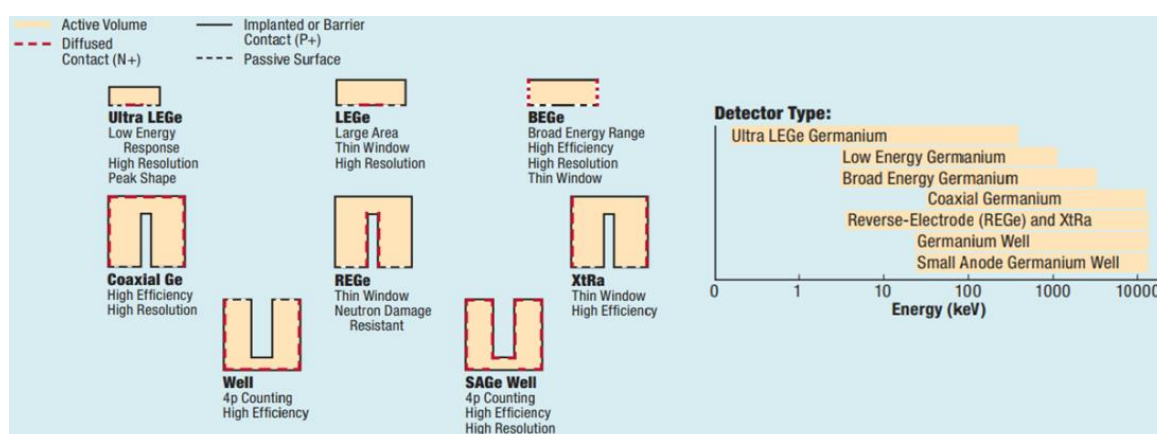 Active Volume
Diffused
Contact (N+)
Implanted or Barrier
Contact (P+)
Passive Surface
Ultra LEGe
Low Energy
Response
High Resolution
Peak Shape
LEGe
Large Area
Thin Window
High Resolution
BEGe
Broad Energy Range
High Efficiency
High Resolution
Thin Window
Coaxial Ge
High Efficiency
High Resolution
REGe
Thin Window
Neutron Damage
Resistant
XtRa
Thin Window
High Efficiency
Well
4p Counting
High Efficiency
SAGe Well
4p Counting
High Efficiency
High Resolution
Detector Type:
Ultra LEGe Germanium
Low Energy Germanium
Broad Energy Germanium
Coaxial Germanium
Reverse-Electrode (REGe) and XtRa
Germanium Well
Small Anode Germanium Well
0 1 10 100 1000 10000
Energy (keV)